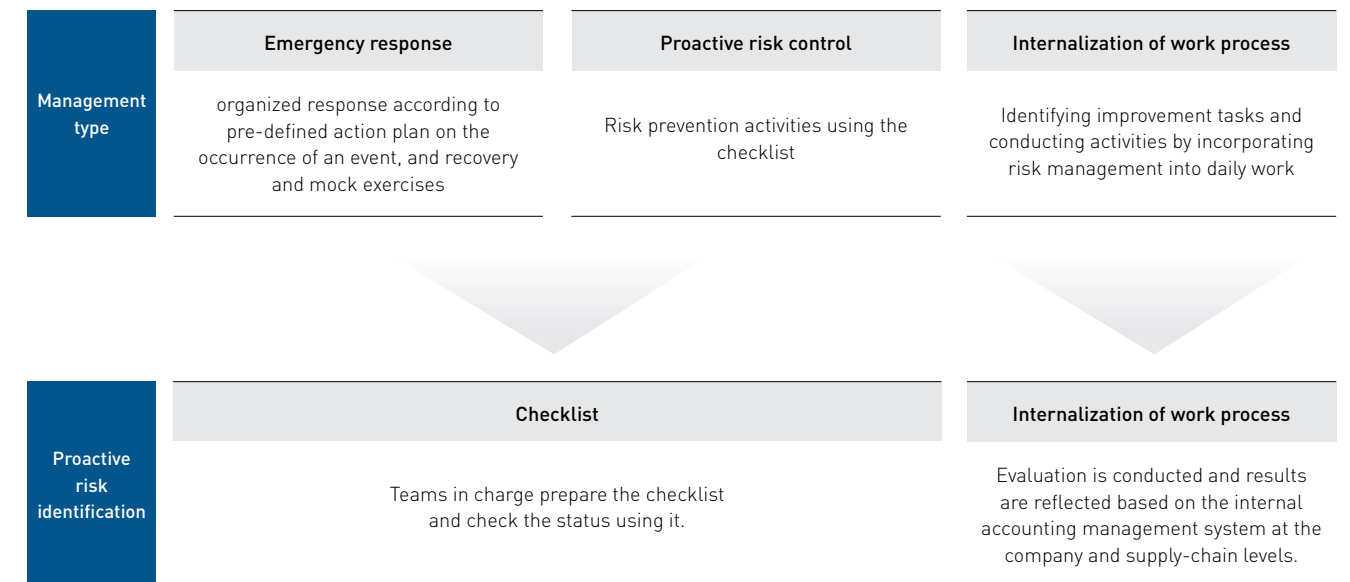 Management
type
Emergency response
organized response according to
pre-defined action plan on the
occurrence of an event, and recovery
and mock exercises
Proactive risk control
Risk prevention activities using the
checklist
Internalization of work process
Identifying improvement tasks and
conducting activities by incorporating
risk management into daily work
Proactive
risk
identification
Checklist
Teams in charge prepare the checklist
and check the status using it.
Internalization of work process
Evaluation is conducted and results
are reflected based on the internal
accounting management system at the
company and supply-chain levels.